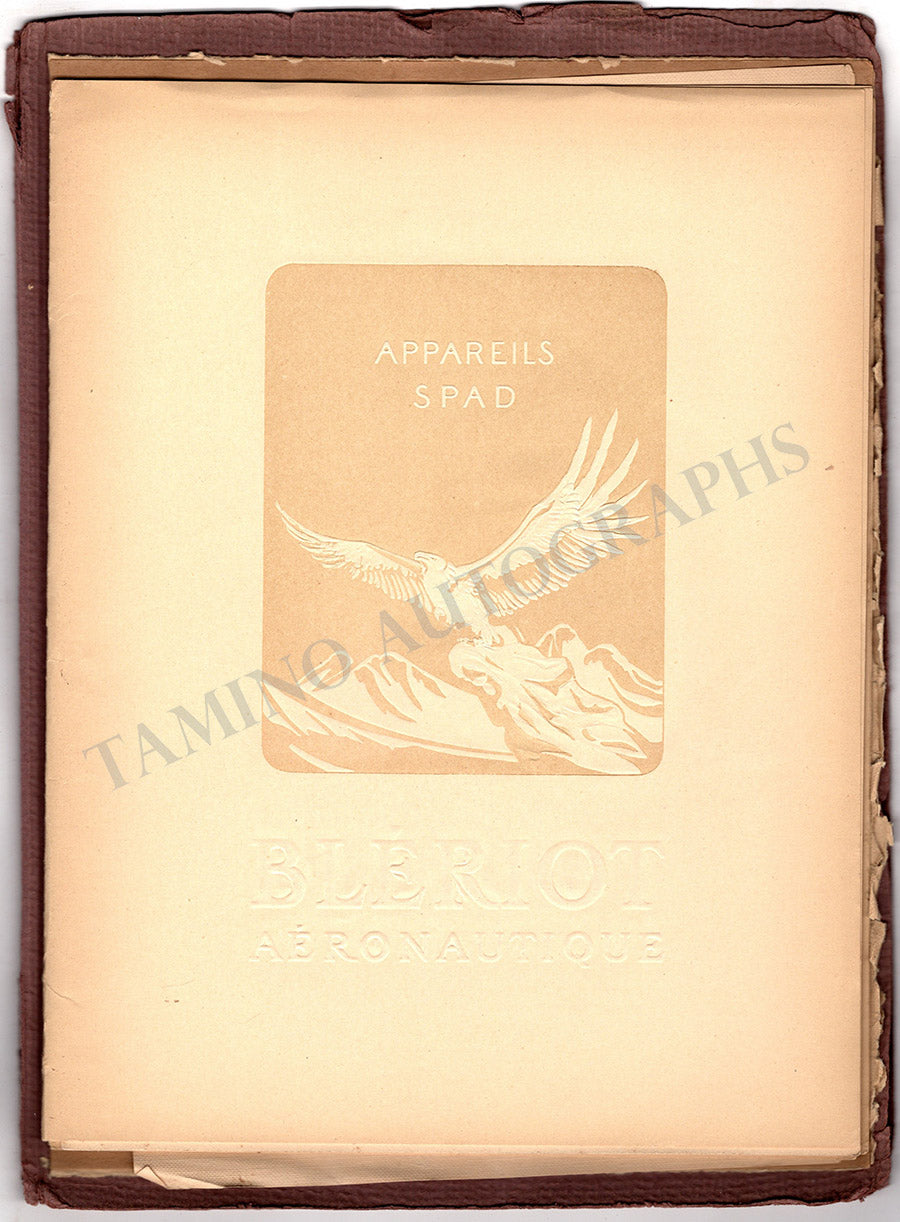 APPAREILS
SPAD
TAMINO AUTOGRAPHS
BLÉRIOT
AÉRONAUTIQUE